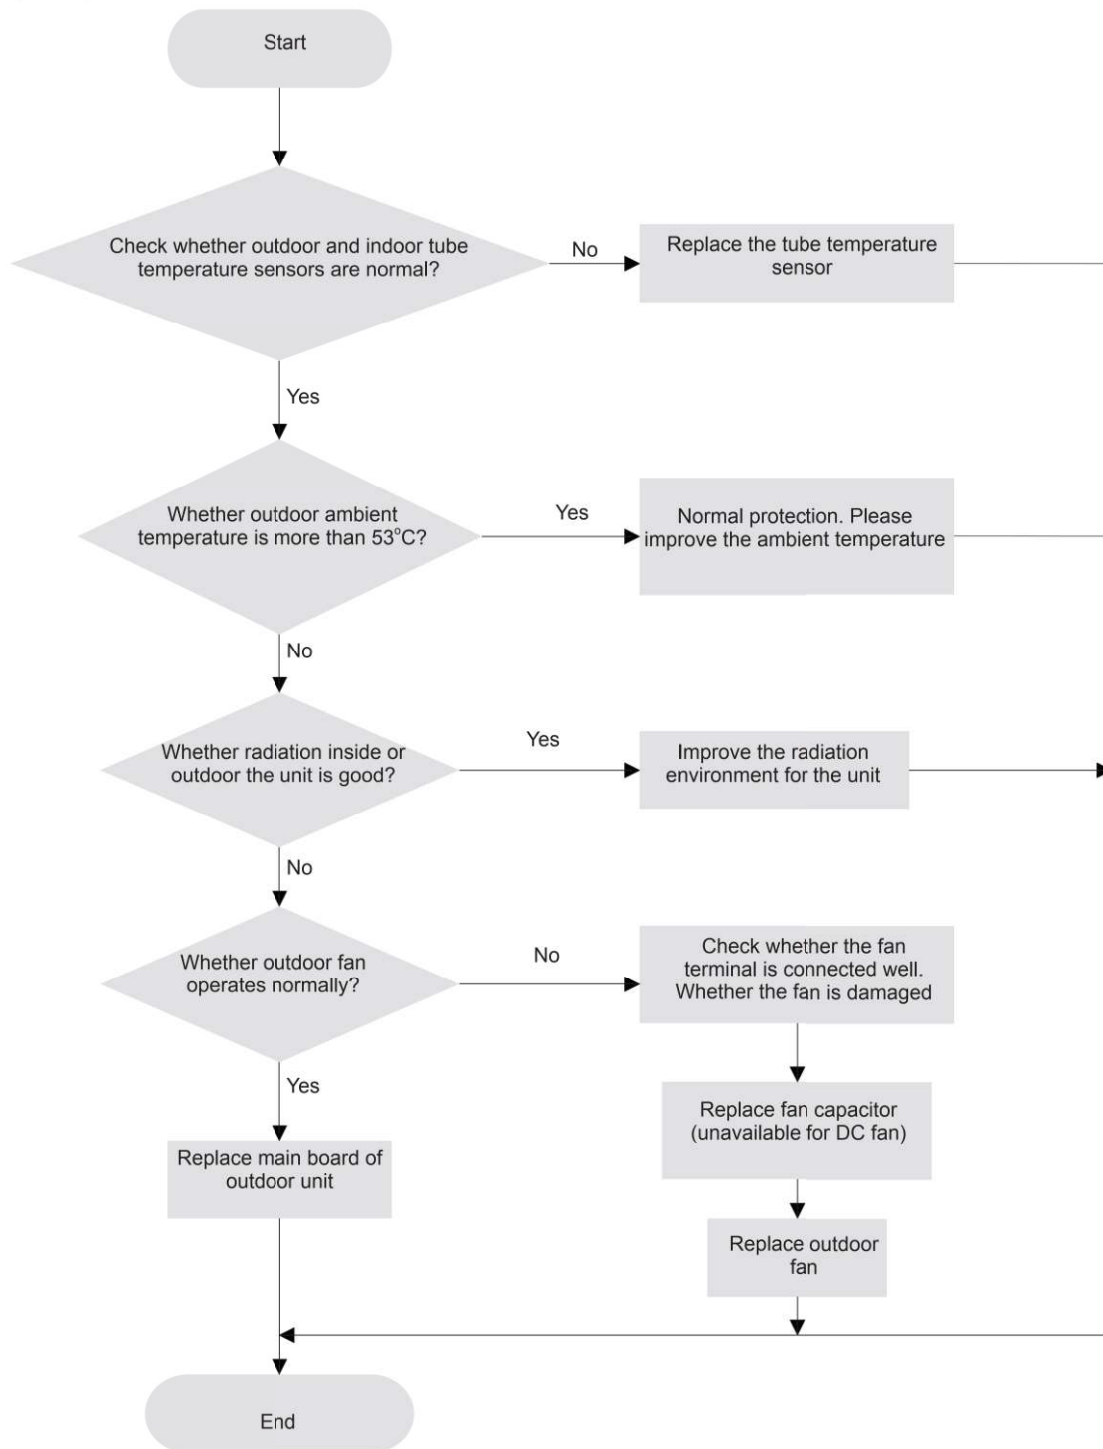 Start
Check whether outdoor and indoor tube
temperature sensors are normal?
No
Replace the tube temperature
sensor
Yes
Whether outdoor ambient
temperature is more than 53°C?
Yes
Normal protection. Please
improve the ambient temperature
No
Whether radiation inside or
outdoor the unit is good?
Yes
Improve the radiation
environment for the unit
No
Whether outdoor fan
operates normally?
No
Check whether the fan
terminal is connected well.
Whether the fan is damaged
Yes
Replace fan capacitor
(unavailable for DC fan)
Replace main board of
outdoor unit
Replace outdoor
fan
End